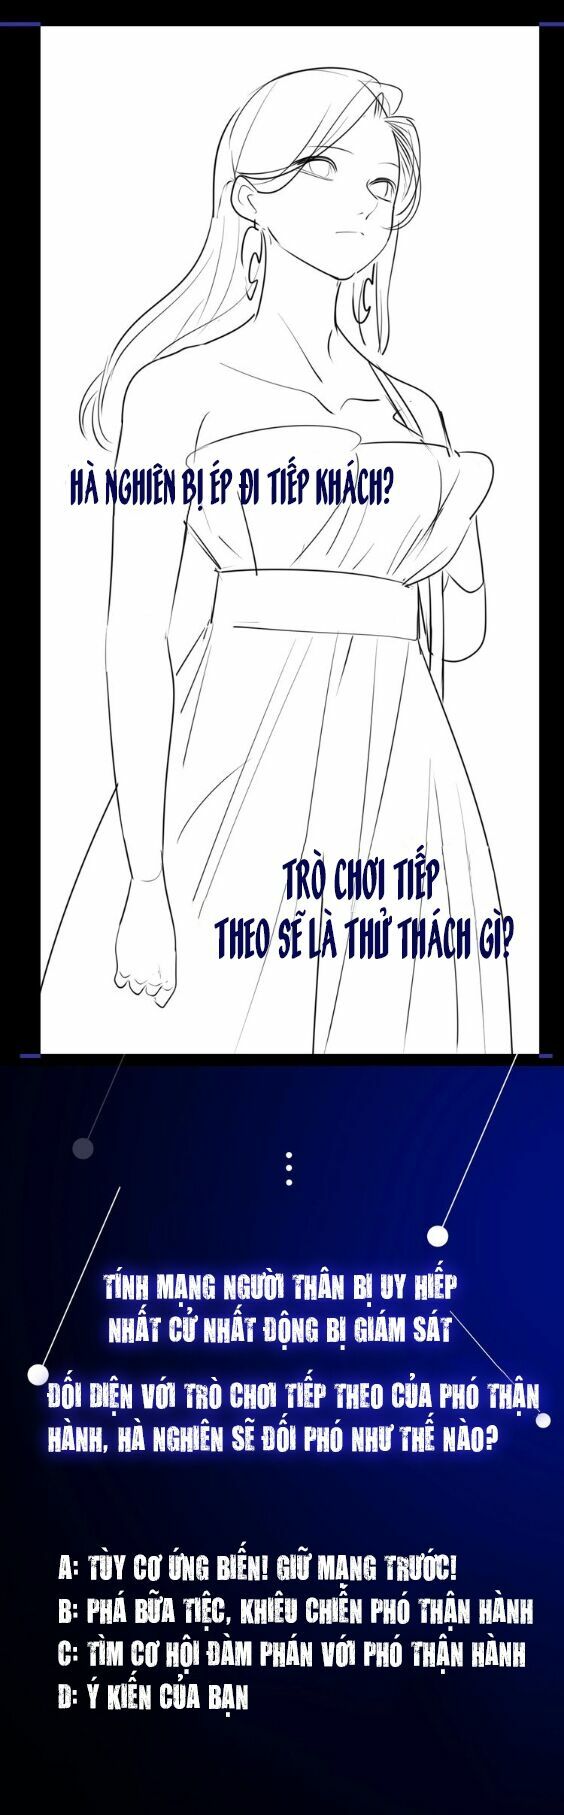 HÀ NGHIÊN BỊ ÉP ĐI TIẾP KHÁCH?
TRÒ CHƠI TIẾP
THEO SẼ LÀ THỬ THÁCH GÌ?
TÍNH MẠNG NGƯỜI THÂN BỊ UY HIẾP
NHẤT CỬ NHẤT ĐỘNG BỊ GIÁM SÁT
ĐỐI DIỆN VỚI TRÒ CHƠI TIẾP THEO CỦA PHÓ THẬN
HÀNH, HÀ NGHIÊN SẼ ĐỐI PHÓ NHƯ THẾ NÀO?
A: TÙY CƠ ỨNG BIẾN! GIỮ MẠNG TRƯỚC!
B: PHÁ BỮA TIỆC, KHIÊU CHIẾN PHÓ THẬN HÀNH
C: TÌM CƠ HỘI ĐÀM PHÁN VỚI PHÓ THẬN HÀNH
D: Ý KIẾN CỦA BẠN